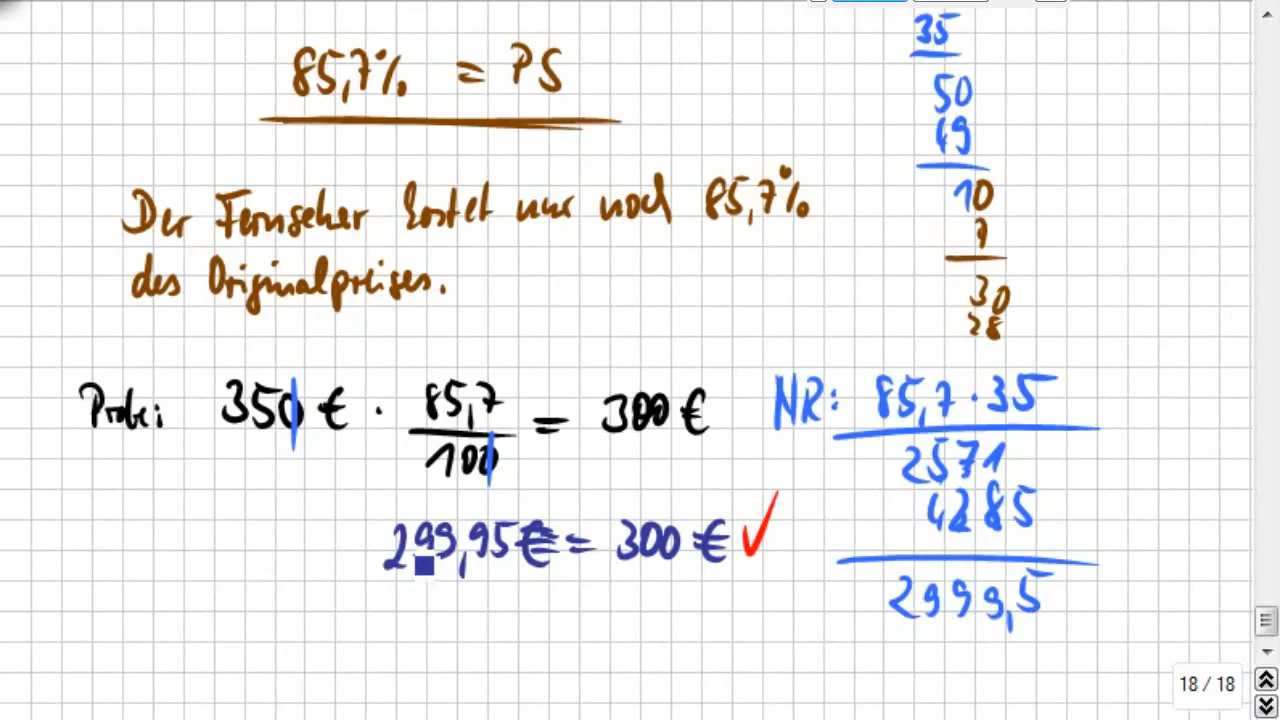 85,7% = PS
Der Fernseher kostet nur noch 85,7%
des Originalpreises.
35
50
49
10
7
30
28
Probe: 350 € · 85,7 / 100 = 300 €
299,95 € = 300 € ✓
NR: 85,7 · 35
2571
4285
2999,5
18 / 18